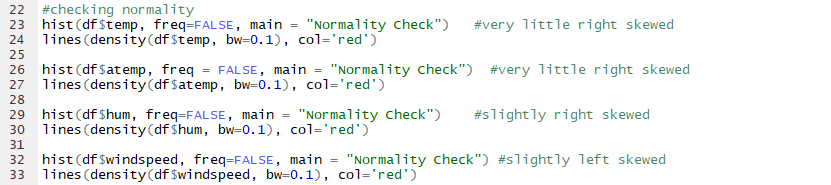 22 #checking normality
23 hist(df$temp, freq=FALSE, main = "Normality Check")   #very little right skewed
24 lines(density(df$temp, bw=0.1), col='red')
25
26 hist(df$atemp, freq = FALSE, main = "Normality Check")  #very little right skewed
27 lines(density(df$atemp, bw=0.1), col='red')
28
29 hist(df$hum, freq=FALSE, main = "Normality Check")    #slightly right skewed
30 lines(density(df$hum, bw=0.1), col='red')
31
32 hist(df$windspeed, freq=FALSE, main = "Normality Check") #slightly left skewed
33 lines(density(df$windspeed, bw=0.1), col='red')